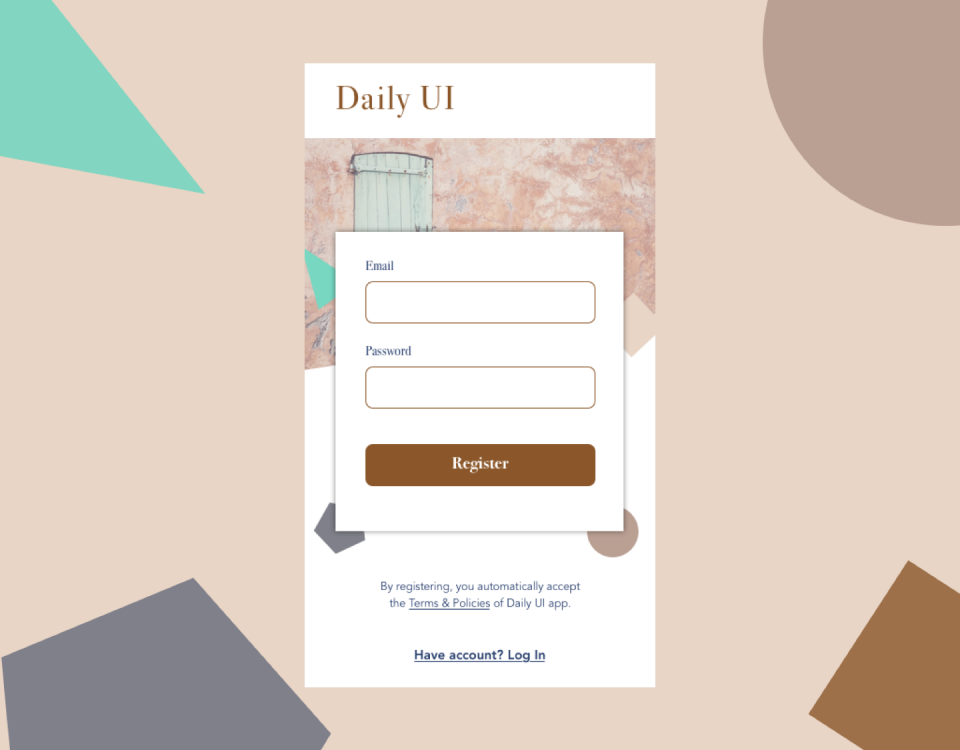 Daily UI
Email
Password
Register
By registering, you automatically accept
the Terms & Policies of Daily UI app.
Have account? Log In